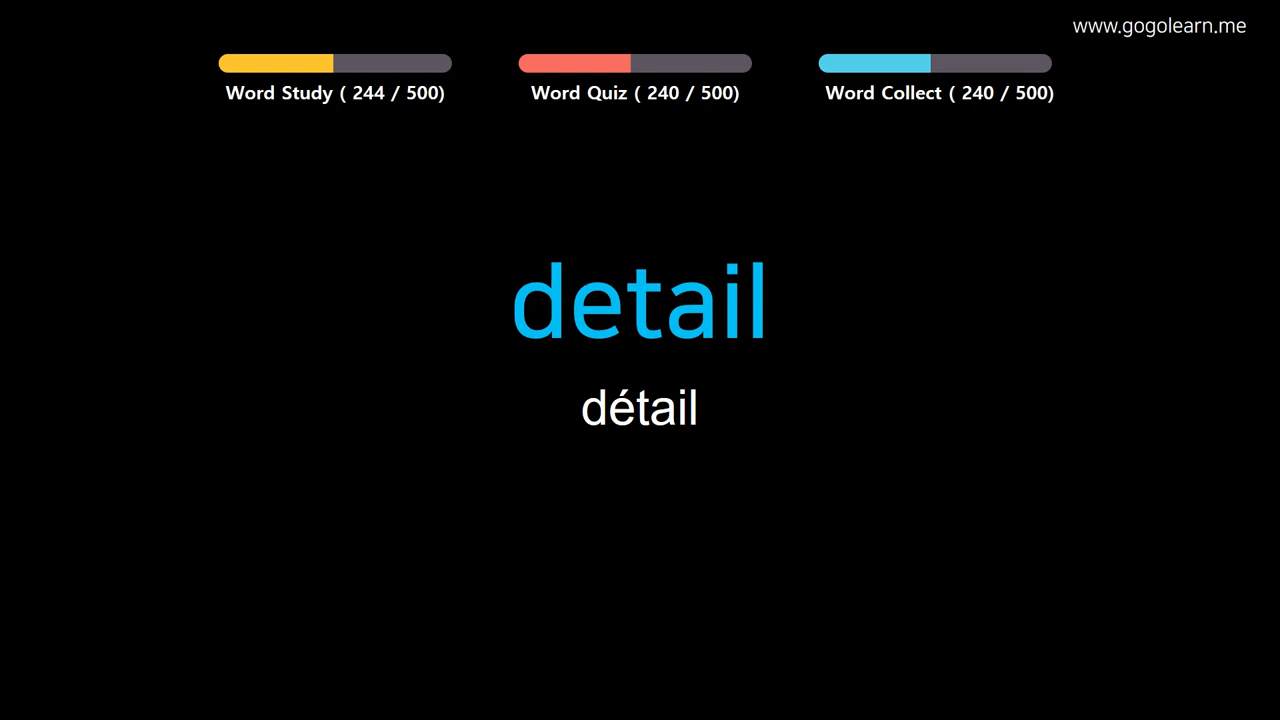 www.gogolearn.me
Word Study ( 244 / 500)
Word Quiz ( 240 / 500)
Word Collect ( 240 / 500)
detail
détail